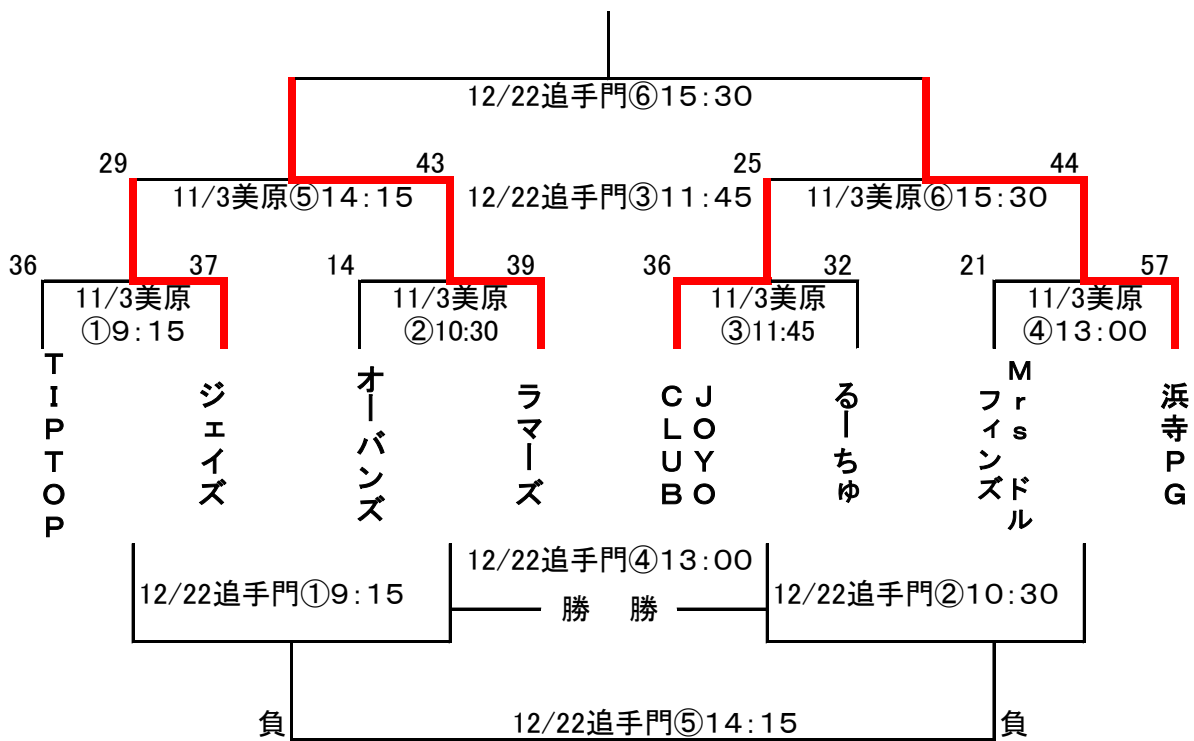 12/22追手門⑥15:30
29 43 25 44
11/3美原⑤14:15 12/22追手門③11:45 11/3美原⑥15:30
36 37 14 39 36 32 21 57
11/3美原 11/3美原 11/3美原 11/3美原
①9:15 ②10:30 ③11:45 ④13:00
TIPTOP
ジェイズ
オーバンズ
ラマーズ
JOYO
CLUB
るーちゅ
Mrs ドル
フィンズ
浜寺PG
12/22追手門④13:00
12/22追手門①9:15 12/22追手門②10:30
勝 勝
負 12/22追手門⑤14:15 負